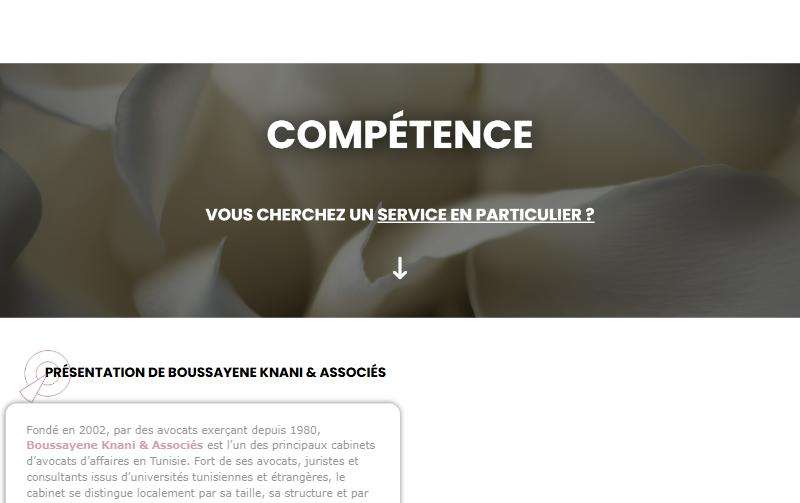 COMPÉTENCE
VOUS CHERCHEZ UN SERVICE EN PARTICULIER ?
PRÉSENTATION DE BOUSSAYENE KNANI & ASSOCIÉS
Fondé en 2002, par des avocats exerçant depuis 1980,
Boussayene Knani & Associés est l’un des principaux cabinets
d’avocats d’affaires en Tunisie. Fort de ses avocats, juristes et
consultants issus d’universités tunisiennes et étrangères, le
cabinet se distingue localement par sa taille, sa structure et par